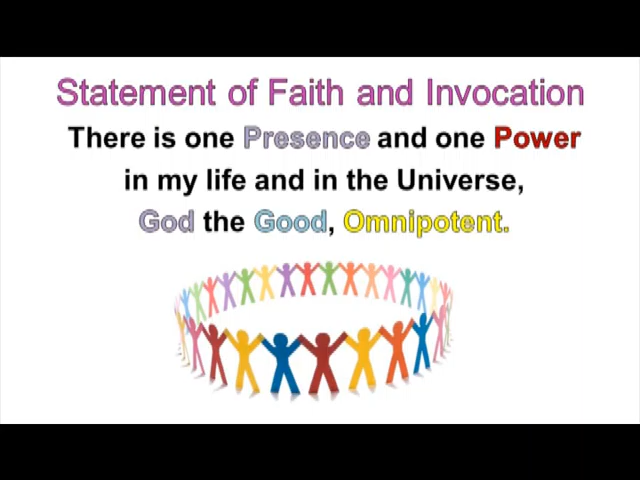 Statement of Faith and Invocation
There is one Presence and one Power
in my life and in the Universe,
God the Good, Omnipotent.